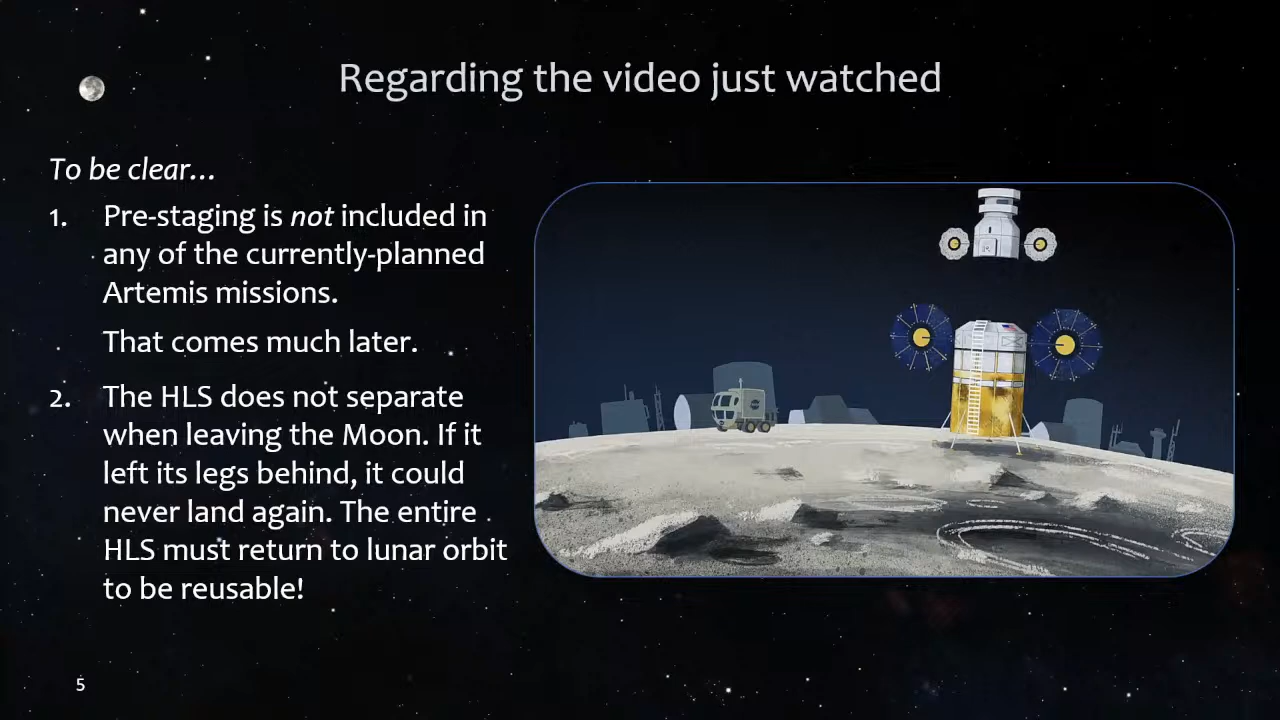 Regarding the video just watched
To be clear...
1. Pre-staging is not included in
any of the currently-planned
Artemis missions.
That comes much later.
2. The HLS does not separate
when leaving the Moon. If it
left its legs behind, it could
never land again. The entire
HLS must return to lunar orbit
to be reusable!
5